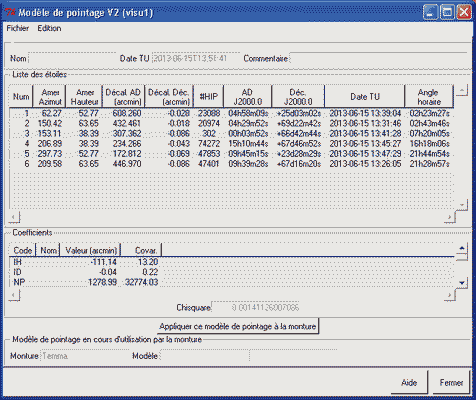 Modèle de pointage V2 (visu1)
Fichier Edition
Nom Date TU 2013-06-15T13:51:41 Commentaire
Liste des étoiles
Num Amer Azimut Amer Hauteur Décal. AD (arcmin) Décal. Déc. (arcmin) #HIP AD J2000.0 Déc. J2000.0 Date TU Angle horaire
1 62.27 52.77 608.260 -0.028 23088 04h58m09s +25d03m02s 2013-06-15 13:39:04 02h23m27s
2 150.42 63.65 432.461 -0.018 20974 04h29m52s +69d22m42s 2013-06-15 13:31:46 02h43m46s
3 153.11 38.39 307.362 -0.086 302 00h03m52s +66d42m44s 2013-06-15 13:41:28 07h20m05s
4 206.89 38.39 234.266 -0.043 74272 15h10m44s +67d46m52s 2013-06-15 13:45:27 16h18m06s
5 297.73 52.77 172.812 -0.069 47853 09h45m15s +23d28m29s 2013-06-15 13:47:29 21h44m54s
6 209.58 63.65 446.970 -0.086 47401 09h39m28s +67d16m20s 2013-06-15 13:26:05 21h28m57s
Coefficients
Code Nom Valeur (arcmin) Covar.
IH -111.14 13.20
ID -0.04 0.22
NP 1278.99 32774.03
Chisquare 0.00141126007086
Appliquer ce modèle de pointage à la monture
Modèle de pointage en cours d'utilisation par la monture
Monture Temma Modèle
Aide Fermer